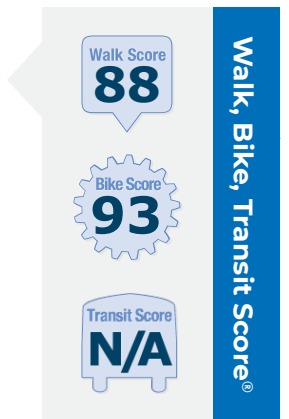 Walk Score
88
Bike Score
93
Transit Score
N/A
Walk, Bike, Transit Score®